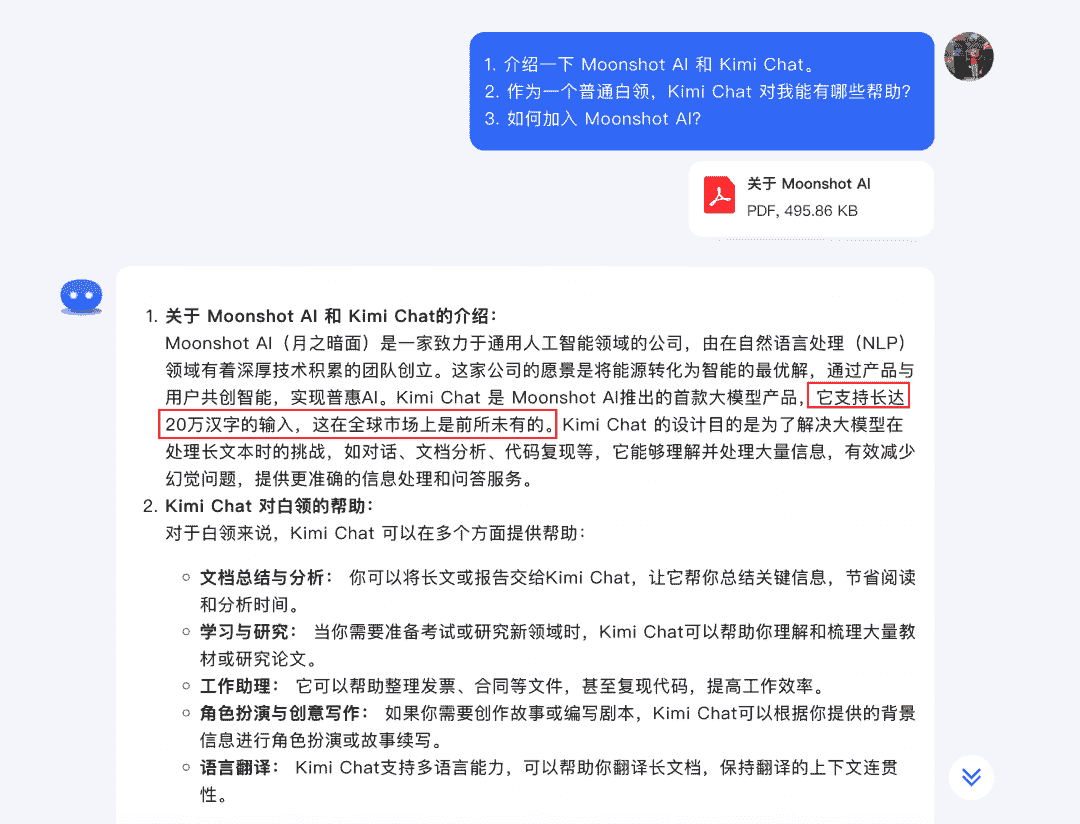 1. 介绍一下 Moonshot AI 和 Kimi Chat。
2. 作为一个普通白领，Kimi Chat 对我能有哪些帮助?
3. 如何加入 Moonshot AI?
关于 Moonshot AI
PDF, 495.86 KB
1. 关于 Moonshot AI 和 Kimi Chat的介绍：
Moonshot AI（月之暗面）是一家致力于通用人工智能领域的公司，由在自然语言处理（NLP）
领域有着深厚技术积累的团队创立。这家公司的愿景是将能源转化为智能的最优解，通过产品与
用户共创智能，实现普惠AI。Kimi Chat 是 Moonshot AI推出的首款大模型产品，它支持长达
20万汉字的输入，这在全球市场上是前所未有的。Kimi Chat 的设计目的是为了解决大模型在
处理长文本时的挑战，如对话、文档分析、代码复现等，它能够理解并处理大量信息，有效减少
幻觉问题，提供更准确的信息处理和问答服务。
2. Kimi Chat 对白领的帮助：
对于白领来说，Kimi Chat 可以在多个方面提供帮助：
文档总结与分析： 你可以将长文或报告交给Kimi Chat，让它帮你总结关键信息，节省阅读
和分析时间。
学习与研究： 当你需要准备考试或研究新领域时，Kimi Chat可以帮助你理解和梳理大量教
材或研究论文。
工作助理： 它可以帮助整理发票、合同等文件，甚至复现代码，提高工作效率。
角色扮演与创意写作： 如果你需要创作故事或编写剧本，Kimi Chat可以根据你提供的背景
信息进行角色扮演或故事续写。
语言翻译： Kimi Chat支持多语言能力，可以帮助你翻译长文档，保持翻译的上下文连贯
性。